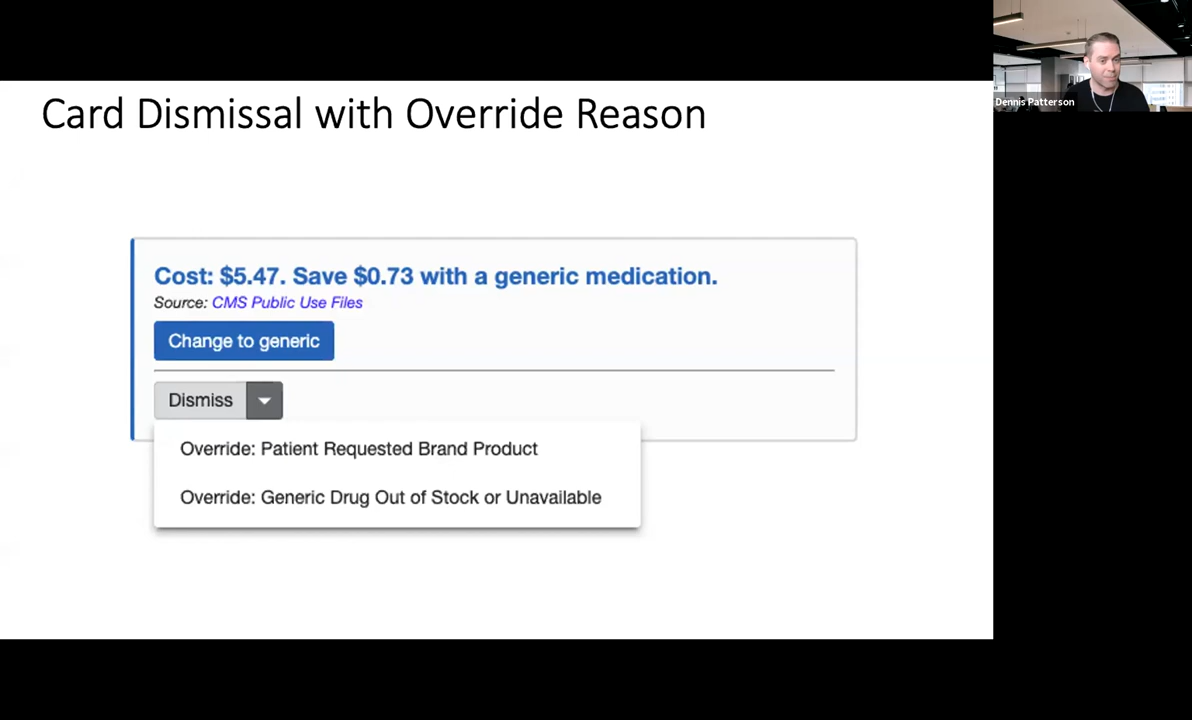 Card Dismissal with Override Reason
Dennis Patterson
Cost: $5.47. Save $0.73 with a generic medication.
Source: CMS Public Use Files
Change to generic
Dismiss
Override: Patient Requested Brand Product
Override: Generic Drug Out of Stock or Unavailable